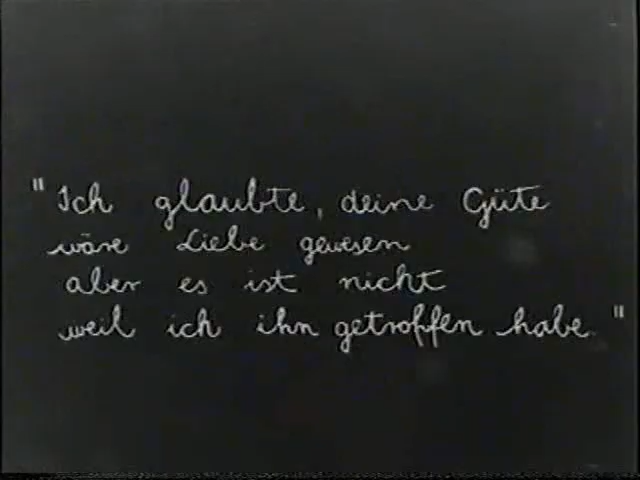 "Ich glaubte, deine Güte
wäre Liebe gewesen
aber es ist nicht
weil ich ihn getroffen habe."